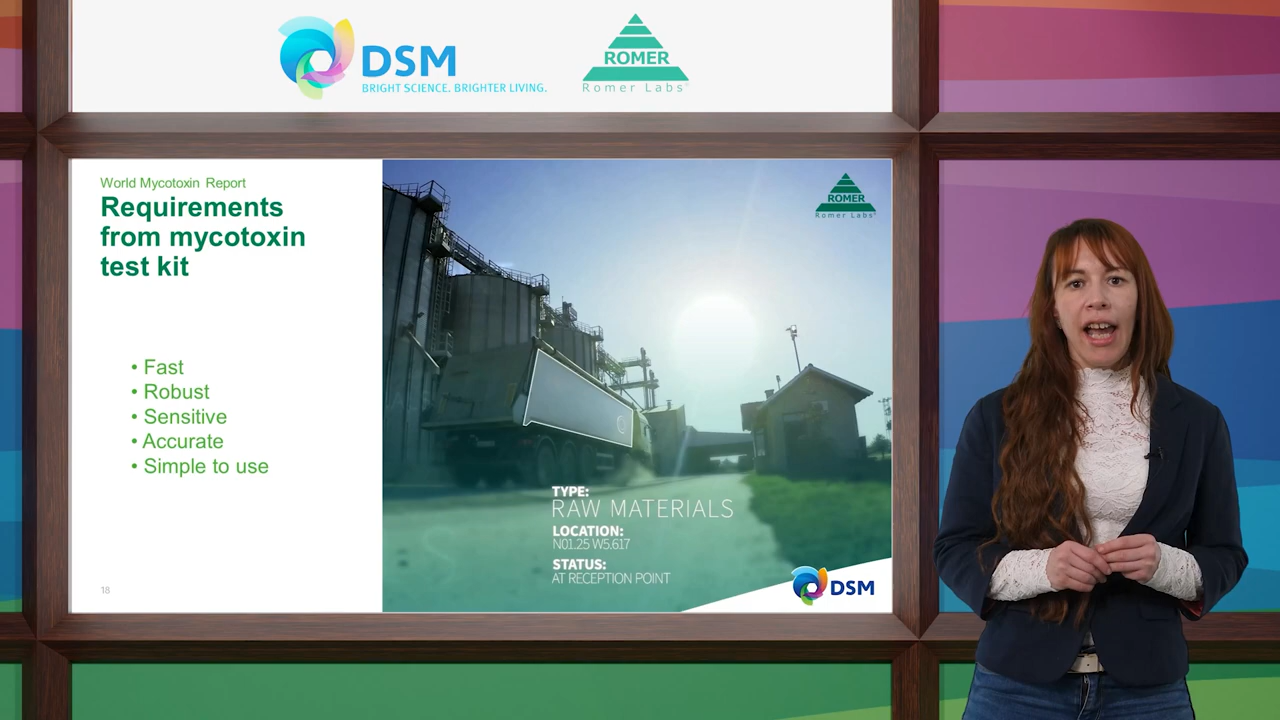 DSM
BRIGHT SCIENCE. BRIGHTER LIVING.
ROMER
Romer Labs®
World Mycotoxin Report
Requirements
from mycotoxin
test kit
• Fast
• Robust
• Sensitive
• Accurate
• Simple to use
18
ROMER
Romer Labs®
TYPE:
RAW MATERIALS
LOCATION:
N01.25 W5.617
STATUS:
AT RECEPTION POINT
DSM